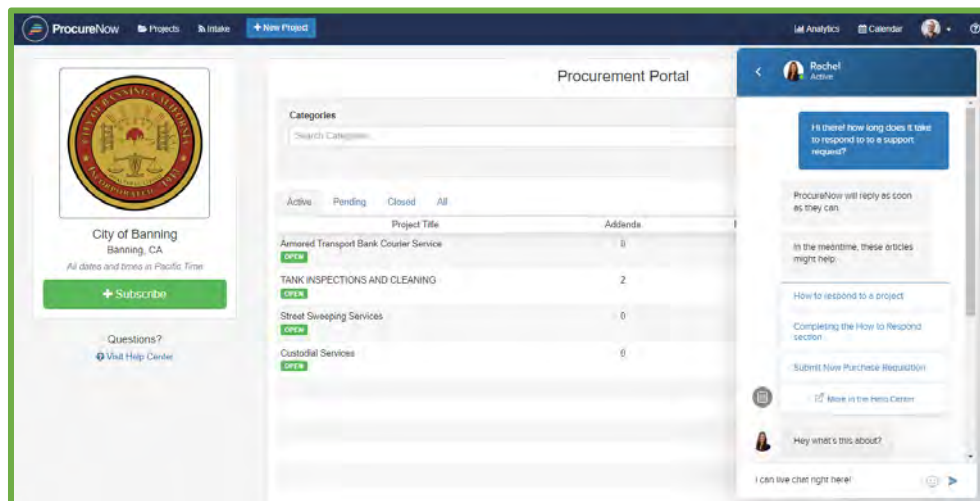 ProcureNow
Projects
Intake
+ New Project
Analytics
Calendar
CITY OF BANNING CALIFORNIA
INCORPORATED 1913
City of Banning
Banning, CA
All dates and times in Pacific Time
+ Subscribe
Questions?
Visit Help Center
Procurement Portal
Categories
Search Categories
Active Pending Closed All
Project Title Addenda
Armored Transport Bank Courier Service 0
OPEN
TANK INSPECTIONS AND CLEANING 2
OPEN
Street Sweeping Services 0
OPEN
Custodial Services 0
OPEN
Rachel
Active
Hi there! how long does it take
to respond to to a support
request?
ProcureNow will reply as soon
as they can.
In the meantime, these articles
might help:
How to respond to a project
Completing the How to Respond
section
Submit New Purchase Requisition
More in the Help Center
Hey what's this about?
I can live chat right here!